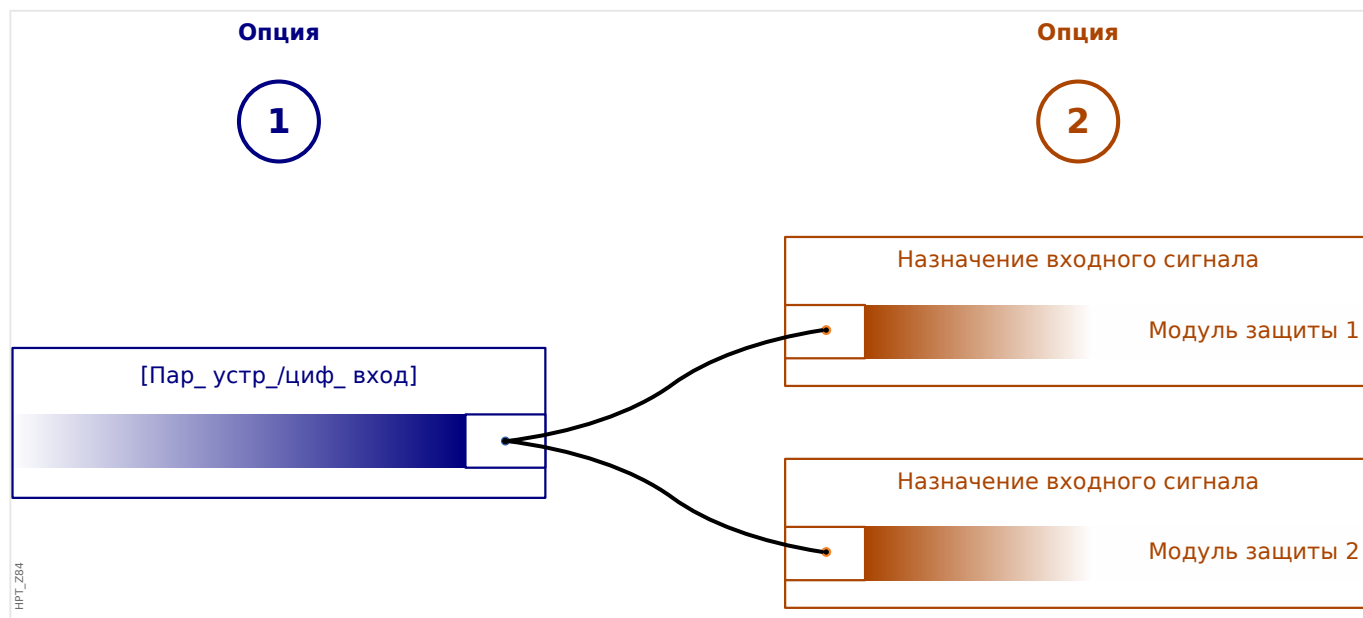 Опция
1
Опция
2
[Пар_ устр_/циф_ вход]
Назначение входного сигнала
Модуль защиты 1
Назначение входного сигнала
Модуль защиты 2
HPT_Z84